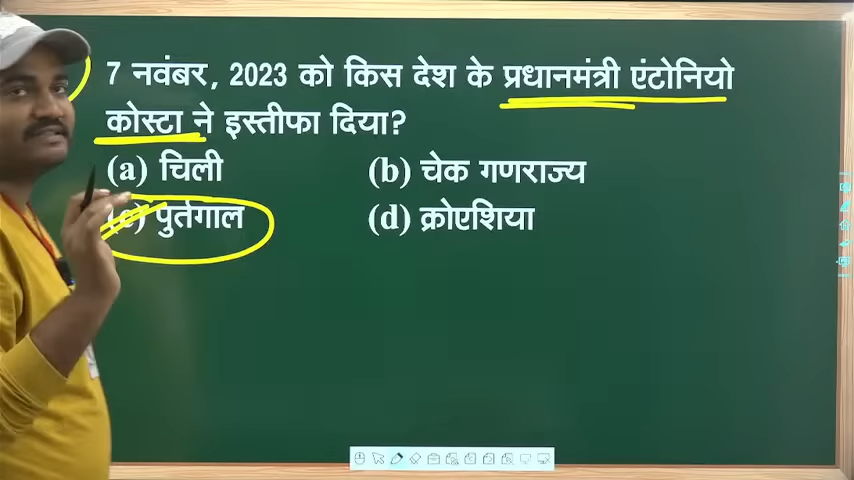 7 नवंबर, 2023 को किस देश के प्रधानमंत्री एंटोनियो
कोस्टा ने इस्तीफा दिया?
(a) चिली (b) चेक गणराज्य
(c) पुर्तगाल (d) क्रोएशिया